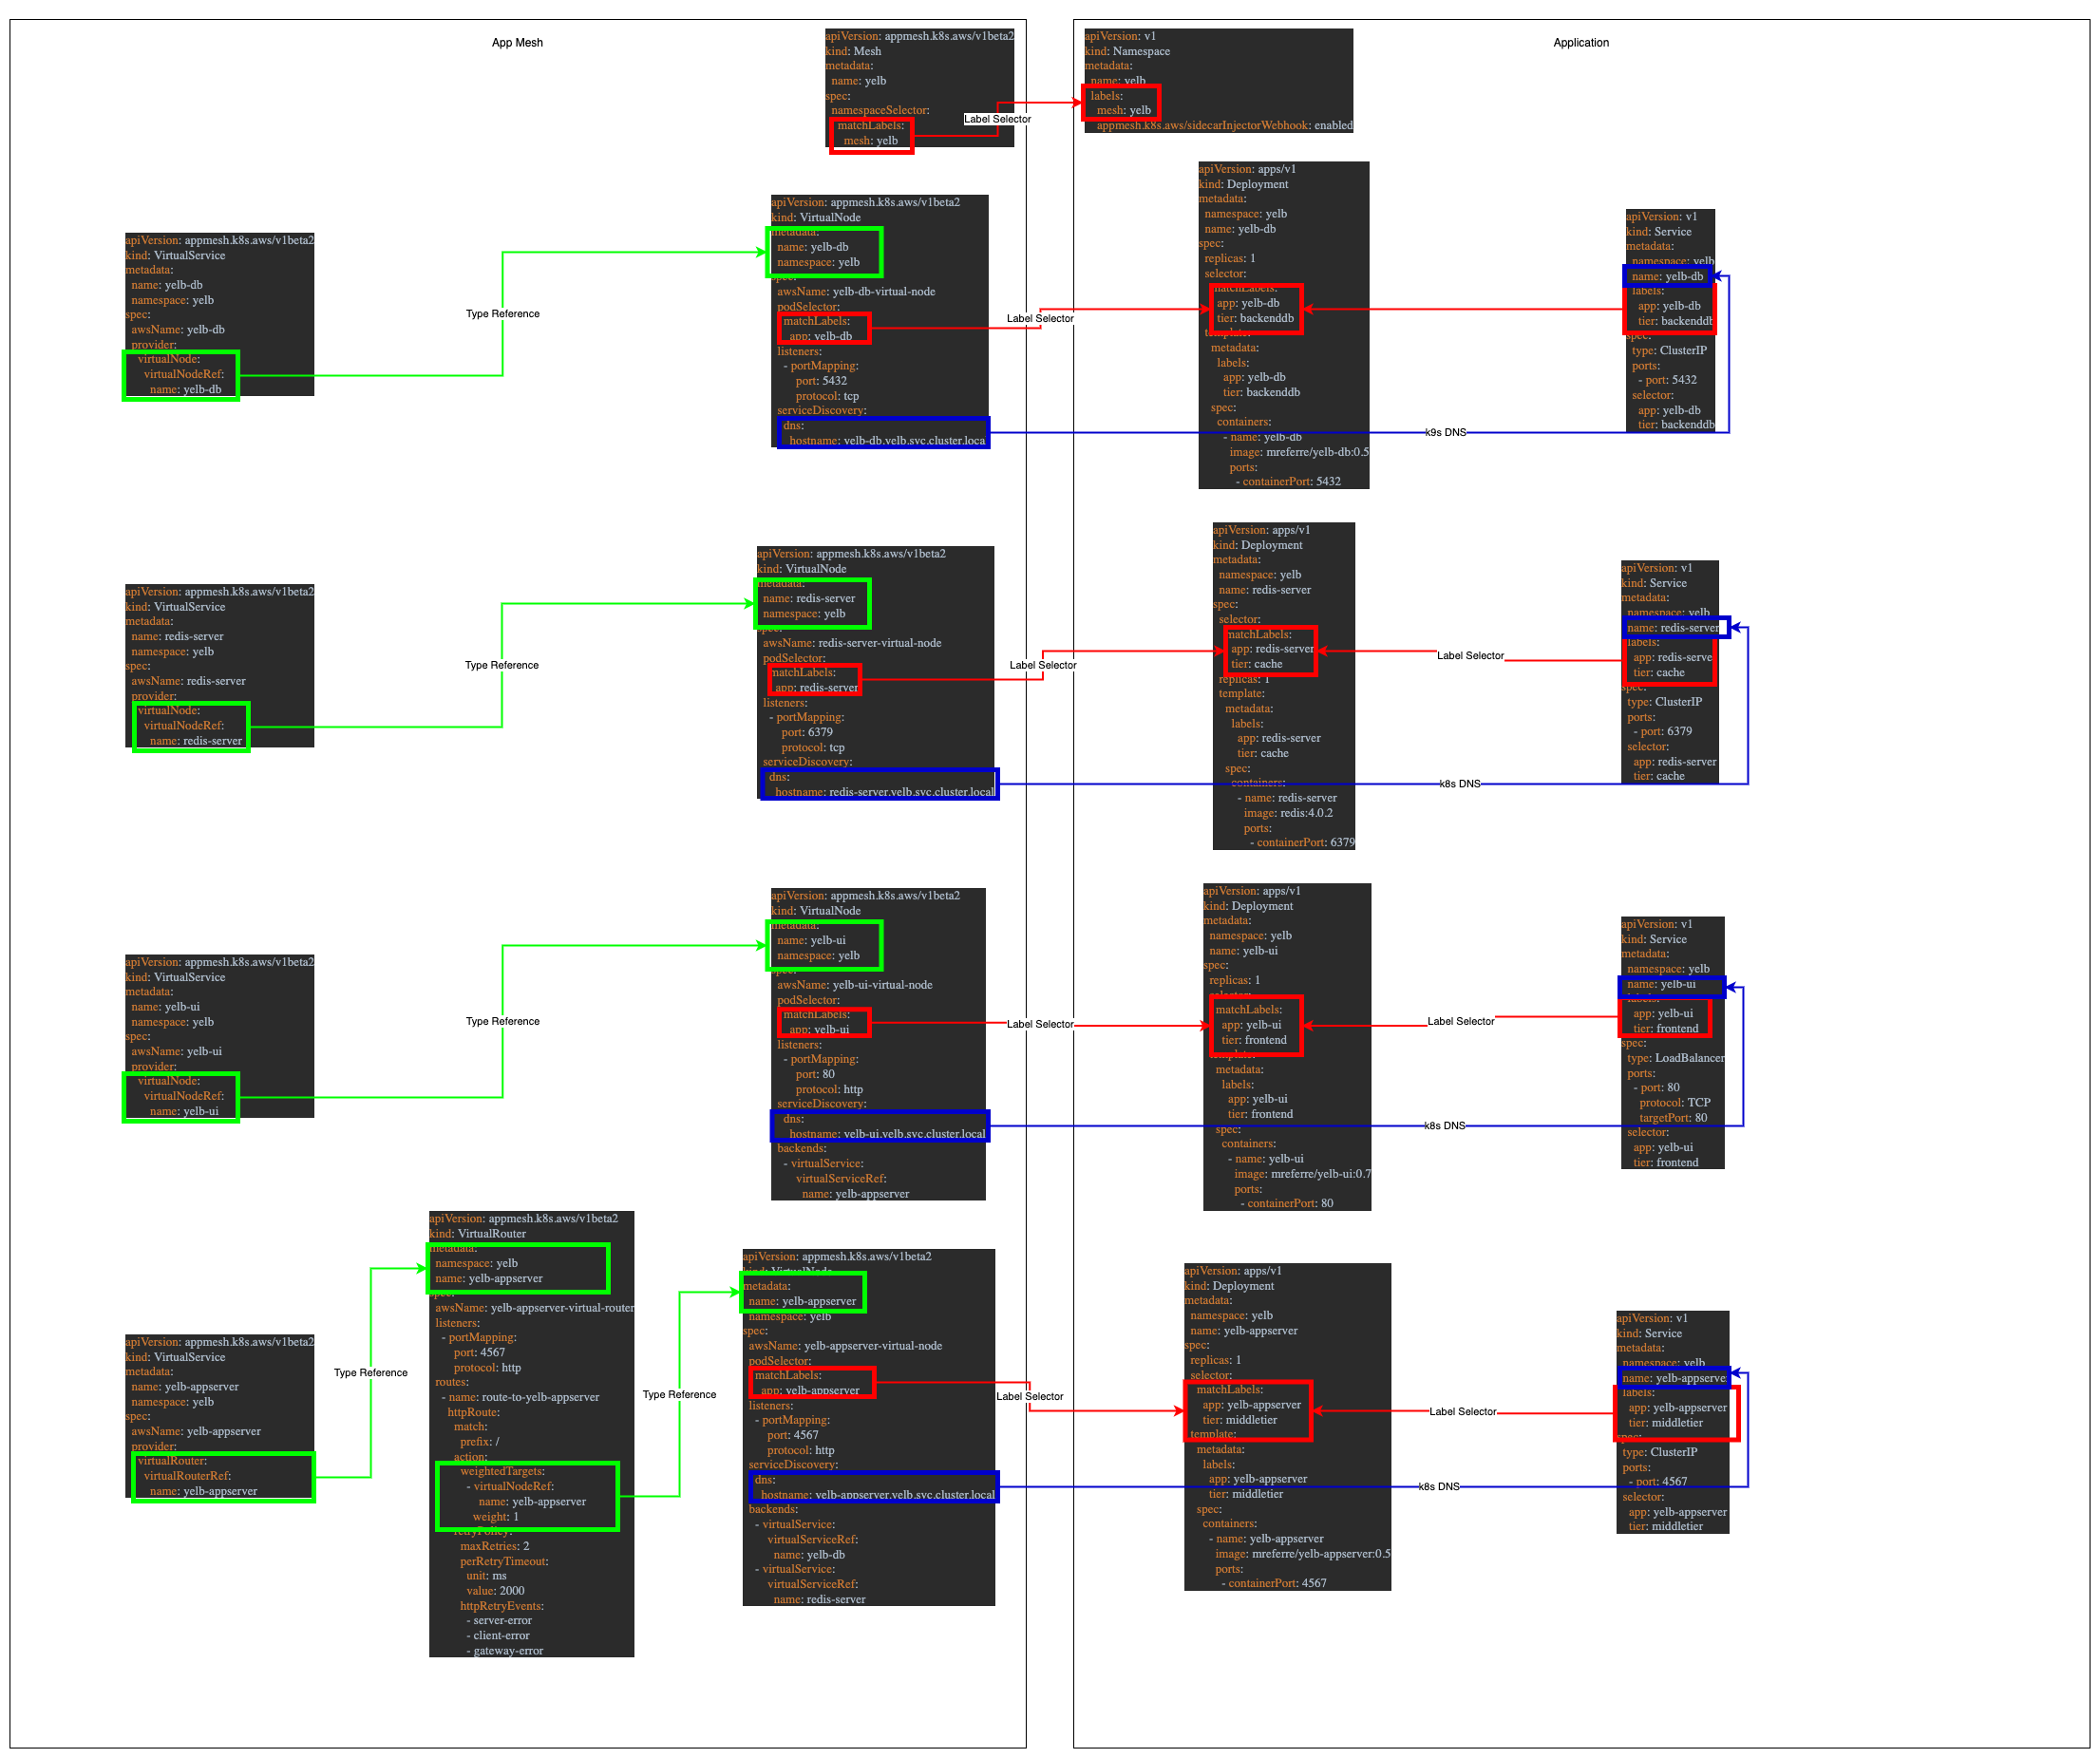 App Mesh
apiVersion: appmesh.k8s.aws/v1beta2
kind: Mesh
metadata:
name: yelb
spec:
namespaceSelector:
matchLabels:
mesh: yelb
Label Selector
Application
apiVersion: v1
kind: Namespace
metadata:
name: yelb
labels:
mesh: yelb
appmesh.k8s.aws/sidecarInjectorWebhook: enabled
apiVersion: appmesh.k8s.aws/v1beta2
kind: VirtualService
metadata:
name: yelb-db
namespace: yelb
spec:
awsName: yelb-db
provider:
virtualNode:
virtualNodeRef:
name: yelb-db
Type Reference
apiVersion: appmesh.k8s.aws/v1beta2
kind: VirtualNode
metadata:
name: yelb-db
namespace: yelb
spec:
awsName: yelb-db-virtual-node
podSelector:
matchLabels:
app: yelb-db
listeners:
- portMapping:
port: 5432
protocol: tcp
serviceDiscovery:
dns:
hostname: yelb-db.yelb.svc.cluster.loca
Label Selector
apiVersion: apps/v1
kind: Deployment
metadata:
namespace: yelb
name: yelb-db
spec:
replicas: 1
selector:
matchLabels:
app: yelb-db
tier: backenddb
template:
metadata:
labels:
app: yelb-db
tier: backenddb
spec:
containers:
- name: yelb-db
image: mreferre/yelb-db:0.5
ports:
- containerPort: 5432
k9s DNS
apiVersion: v1
kind: Service
metadata:
namespace: yelb
name: yelb-db
labels:
app: yelb-db
tier: backenddb
spec:
type: ClusterIP
ports:
- port: 5432
selector:
app: yelb-db
tier: backenddb
apiVersion: appmesh.k8s.aws/v1beta2
kind: VirtualService
metadata:
name: redis-server
namespace: yelb
spec:
awsName: redis-server
provider:
virtualNode:
virtualNodeRef:
name: redis-server
Type Reference
apiVersion: appmesh.k8s.aws/v1beta2
kind: VirtualNode
metadata:
name: redis-server
namespace: yelb
spec:
awsName: redis-server-virtual-node
podSelector:
matchLabels:
app: redis-server
listeners:
- portMapping:
port: 6379
protocol: tcp
serviceDiscovery:
dns:
hostname: redis-server.yelb.svc.cluster.local
Label Selector
apiVersion: apps/v1
kind: Deployment
metadata:
namespace: yelb
name: redis-server
spec:
selector:
matchLabels:
app: redis-server
tier: cache
replicas: 1
template:
metadata:
labels:
app: redis-server
tier: cache
spec:
containers:
- name: redis-server
image: redis:4.0.2
ports:
- containerPort: 6379
Label Selector
k8s DNS
apiVersion: v1
kind: Service
metadata:
namespace: yelb
name: redis-server
labels:
app: redis-serve
tier: cache
spec:
type: ClusterIP
ports:
- port: 6379
selector:
app: redis-server
tier: cache
apiVersion: appmesh.k8s.aws/v1beta2
kind: VirtualService
metadata:
name: yelb-ui
namespace: yelb
spec:
awsName: yelb-ui
provider:
virtualNode:
virtualNodeRef:
name: yelb-ui
Type Reference
apiVersion: appmesh.k8s.aws/v1beta2
kind: VirtualNode
metadata:
name: yelb-ui
namespace: yelb
spec:
awsName: yelb-ui-virtual-node
podSelector:
matchLabels:
app: yelb-ui
listeners:
- portMapping:
port: 80
protocol: http
serviceDiscovery:
dns:
hostname: yelb-ui.yelb.svc.cluster.local
backends:
- virtualService:
virtualServiceRef:
name: yelb-appserver
Label Selector
apiVersion: apps/v1
kind: Deployment
metadata:
namespace: yelb
name: yelb-ui
spec:
replicas: 1
selector:
matchLabels:
app: yelb-ui
tier: frontend
template:
metadata:
labels:
app: yelb-ui
tier: frontend
spec:
containers:
- name: yelb-ui
image: mreferre/yelb-ui:0.7
ports:
- containerPort: 80
Label Selector
k8s DNS
apiVersion: v1
kind: Service
metadata:
namespace: yelb
name: yelb-ui
labels:
app: yelb-ui
tier: frontend
spec:
type: LoadBalancer
ports:
- port: 80
protocol: TCP
targetPort: 80
selector:
app: yelb-ui
tier: frontend
apiVersion: appmesh.k8s.aws/v1beta2
kind: VirtualService
metadata:
name: yelb-appserver
namespace: yelb
spec:
awsName: yelb-appserver
provider:
virtualRouter:
virtualRouterRef:
name: yelb-appserver
Type Reference
apiVersion: appmesh.k8s.aws/v1beta2
kind: VirtualRouter
metadata:
namespace: yelb
name: yelb-appserver
spec:
awsName: yelb-appserver-virtual-router
listeners:
- portMapping:
port: 4567
protocol: http
routes:
- name: route-to-yelb-appserver
httpRoute:
match:
prefix: /
action:
weightedTargets:
- virtualNodeRef:
name: yelb-appserver
weight: 1
retryPolicy:
maxRetries: 2
perRetryTimeout:
unit: ms
value: 2000
httpRetryEvents:
- server-error
- client-error
- gateway-error
Type Reference
apiVersion: appmesh.k8s.aws/v1beta2
kind: VirtualNode
metadata:
name: yelb-appserver
namespace: yelb
spec:
awsName: yelb-appserver-virtual-node
podSelector:
matchLabels:
app: yelb-appserver
listeners:
- portMapping:
port: 4567
protocol: http
serviceDiscovery:
dns:
hostname: yelb-appserver.yelb.svc.cluster.local
backends:
- virtualService:
virtualServiceRef:
name: yelb-db
- virtualService:
virtualServiceRef:
name: redis-server
Label Selector
apiVersion: apps/v1
kind: Deployment
metadata:
namespace: yelb
name: yelb-appserver
spec:
replicas: 1
selector:
matchLabels:
app: yelb-appserver
tier: middletier
template:
metadata:
labels:
app: yelb-appserver
tier: middletier
spec:
containers:
- name: yelb-appserver
image: mreferre/yelb-appserver:0.5
ports:
- containerPort: 4567
Label Selector
k8s DNS
apiVersion: v1
kind: Service
metadata:
namespace: yelb
name: yelb-appserve
labels:
app: yelb-appserver
tier: middletier
spec:
type: ClusterIP
ports:
- port: 4567
selector:
app: yelb-appserver
tier: middletier